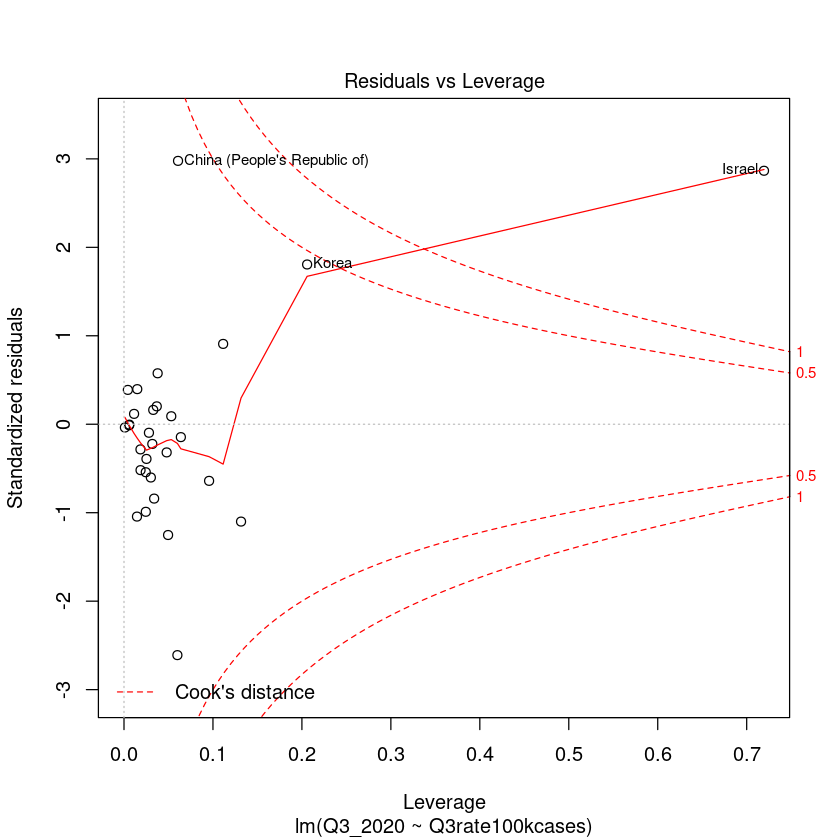 Residuals vs Leverage
Standardized residuals
3
2
1
0
-1
-2
-3
China (People's Republic of)
Israel
Korea
1
0.5
0.5
1
Cook's distance
0.0 0.1 0.2 0.3 0.4 0.5 0.6 0.7
Leverage
lm(Q3_2020 ~ Q3rate100kcases)